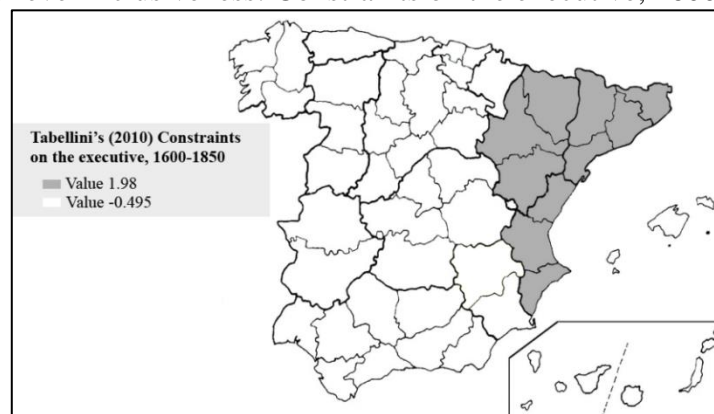 Tabellini's (2010) Constraints
on the executive, 1600-1850
Value 1.98
Value -0.495